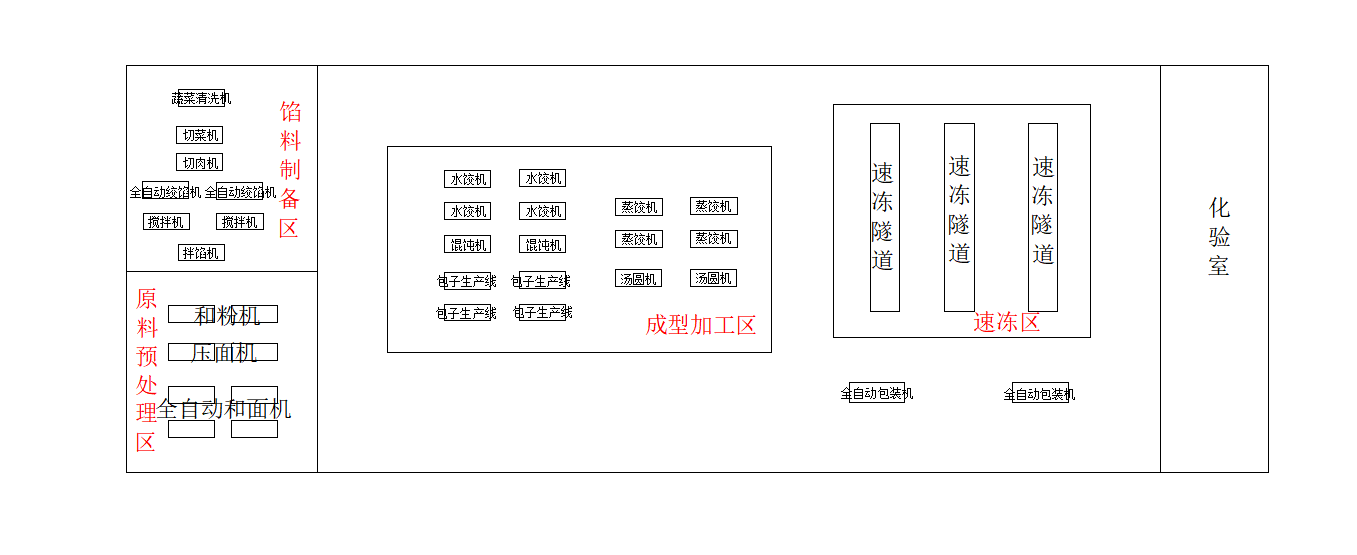 蔬菜清洗机
切菜机
切肉机
全自动绞馅机 全自动绞馅机
搅拌机 搅拌机
拌馅机
馅料制备区
原料预处理区
和粉机
压面机
全自动和面机
水饺机 水饺机
水饺机 水饺机
馄饨机 馄饨机
包子生产线 包子生产线
包子生产线 包子生产线
蒸饺机 蒸饺机
蒸饺机 蒸饺机
汤圆机 汤圆机
成型加工区
速冻隧道
速冻隧道
速冻隧道
速冻区
全自动包装机 全自动包装机
化验室